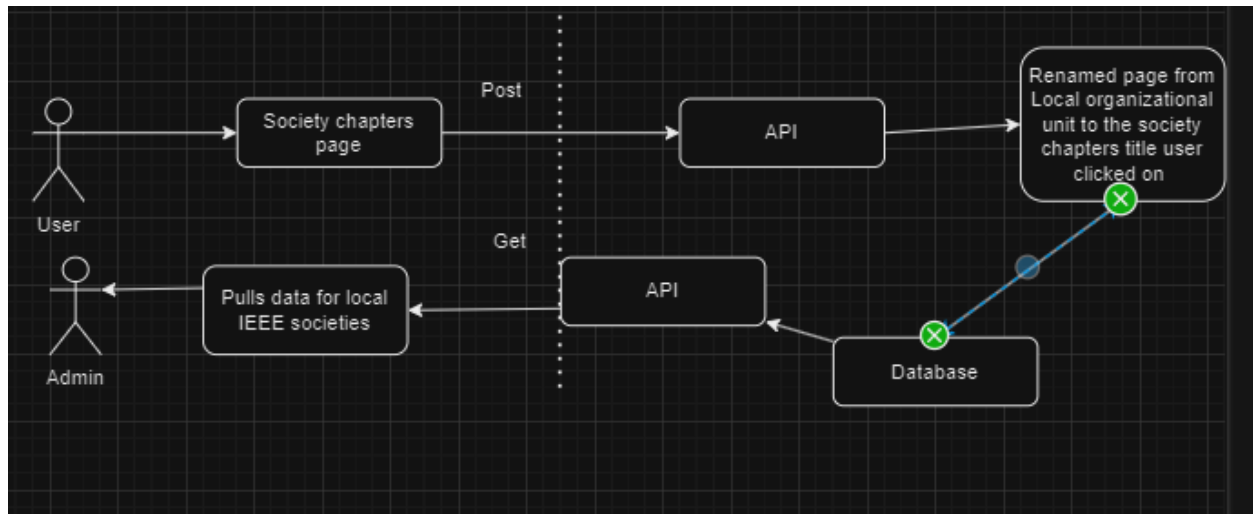 Post
Society chapters
page
API
Renamed page from
Local organizational
unit to the society
chapters title user
clicked on
User
Get
Pulls data for local
IEEE societies
API
Admin
Database